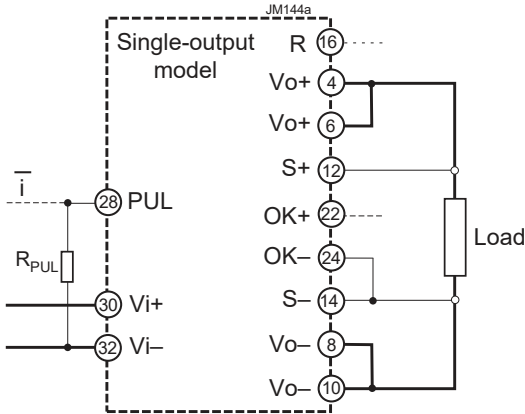 JM144a
Single-output
model
R 16
Vo+ 4
Vo+ 6
S+ 12
i
28 PUL
OK+ 22
Load
OK– 24
RPUL
S– 14
30 Vi+
Vo– 8
32 Vi–
Vo– 10